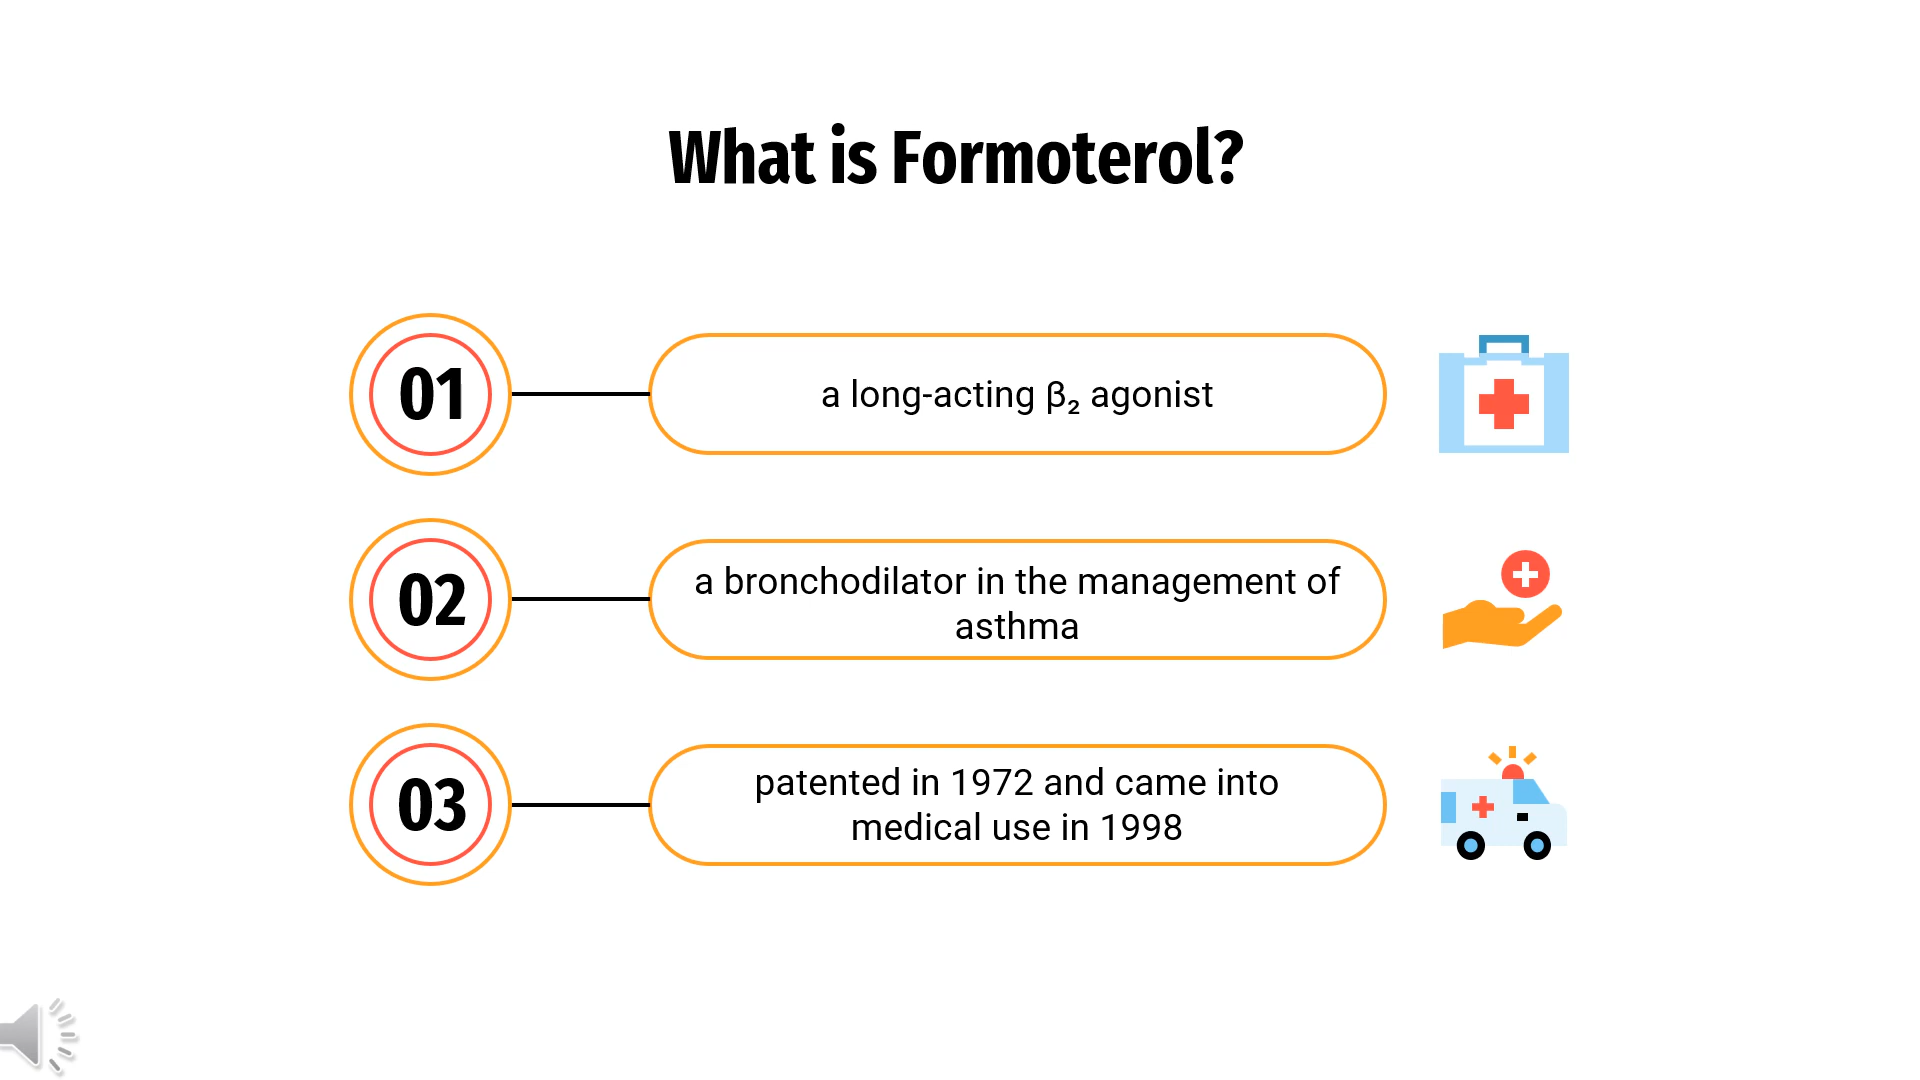 What is Formoterol?
01
a long-acting β₂ agonist
02
a bronchodilator in the management of
asthma
03
patented in 1972 and came into
medical use in 1998